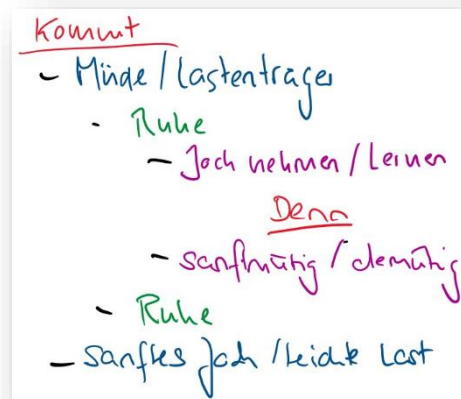 Kommt
- Müde / Lastenträger
- Ruhe
- Joch nehmen / Lernen
Denn
- sanftmütig / demütig
- Ruhe
- sanftes Joch / leichte Last